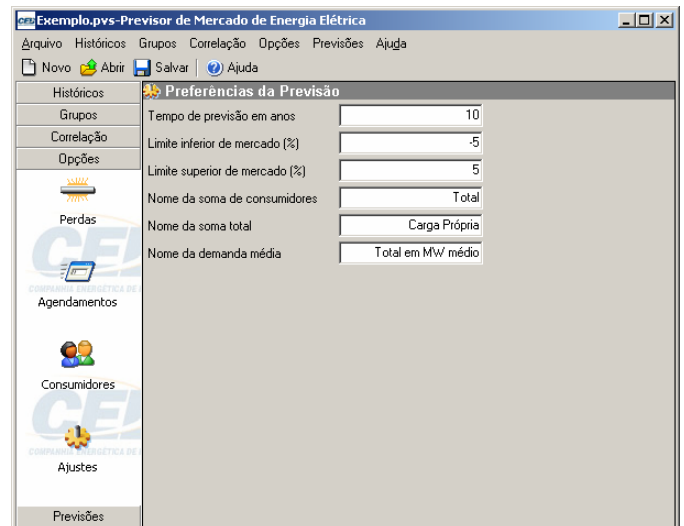 Exemplo.pvs-Previsor de Mercado de Energia Elétrica
Arquivo Históricos Grupos Correlação Opções Previsões Ajuda
Novo Abrir Salvar Ajuda
Históricos
Grupos
Correlação
Opções
Perdas
Agendamentos
Consumidores
Ajustes
Previsões
Preferências da Previsão
Tempo de previsão em anos 10
Limite inferior de mercado (%) -5
Limite superior de mercado (%) 5
Nome da soma de consumidores Total
Nome da soma total Carga Própria
Nome da demanda média Total em MW médio